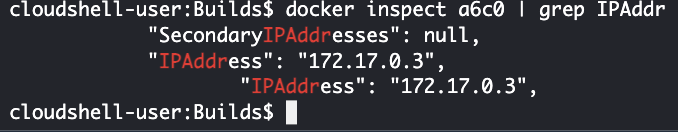 cloudshell-user:Builds$ docker inspect a6c0 | grep IPAddr
"SecondaryIPAddresses": null,
"IPAddress": "172.17.0.3",
"IPAddress": "172.17.0.3",
cloudshell-user:Builds$